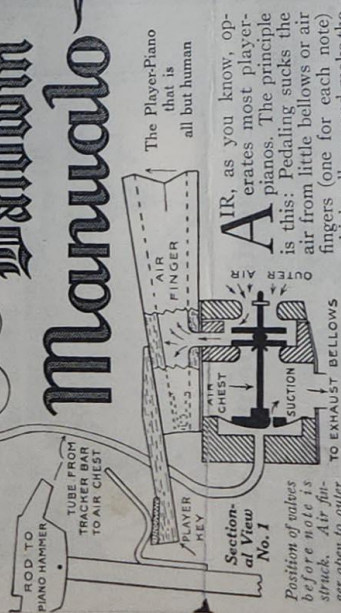 Manualo
The Player-Piano
that is
all but human
AIR, as you know, op-
erates most player-
pianos. The principle
is this: Pedaling sucks the
air from little bellows or air
fingers (one for each note)
ROD TO
PIANO HAMMER
TUBE FROM
TRACKER BAR
TO AIR CHEST
PLAYER
KEY
AIR
FINGER
OUTER
AIR
AIR
CHEST
SUCTION
TO EXHAUST BELLOWS
Section-
al View
No. 1
Position of valves
before note is
struck. Air fin-